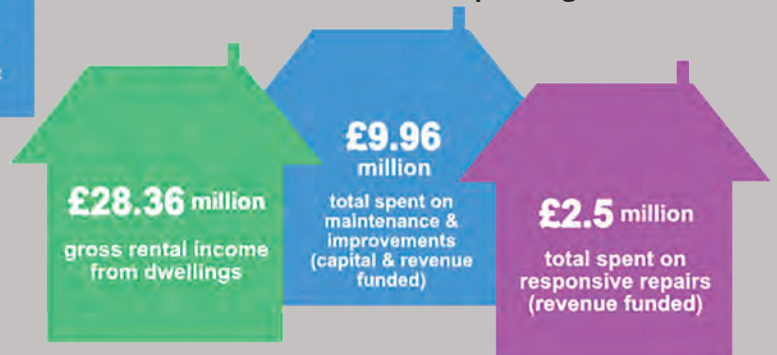 £28.36 million
gross rental income
from dwellings
£9.96
million
total spent on
maintenance &
improvements
(capital & revenue
funded)
£2.5 million
total spent on
responsive repairs
(revenue funded)